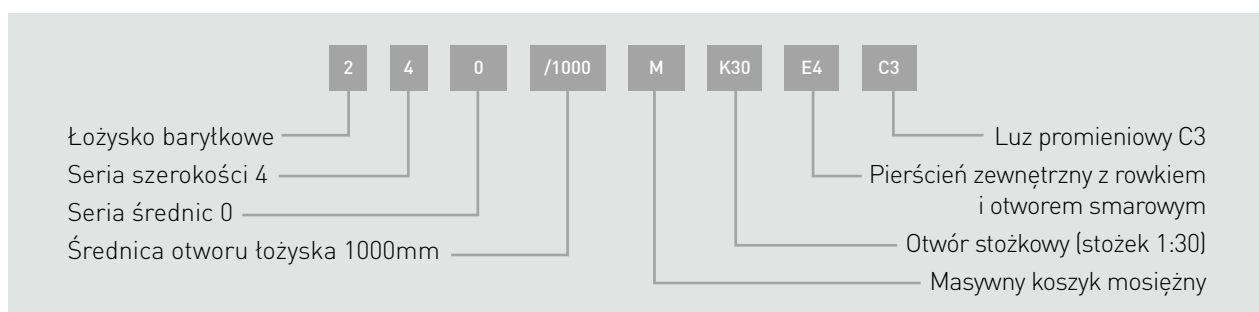 2 4 0 /1000 M K30 E4 C3
Łożysko baryłkowe
Seria szerokości 4
Seria średnic 0
Średnica otworu łożyska 1000mm
Luz promieniowy C3
Pierścień zewnętrzny z rowkiem
i otworem smarowym
Otwór stożkowy (stożek 1:30)
Masywny koszyk mosiężny